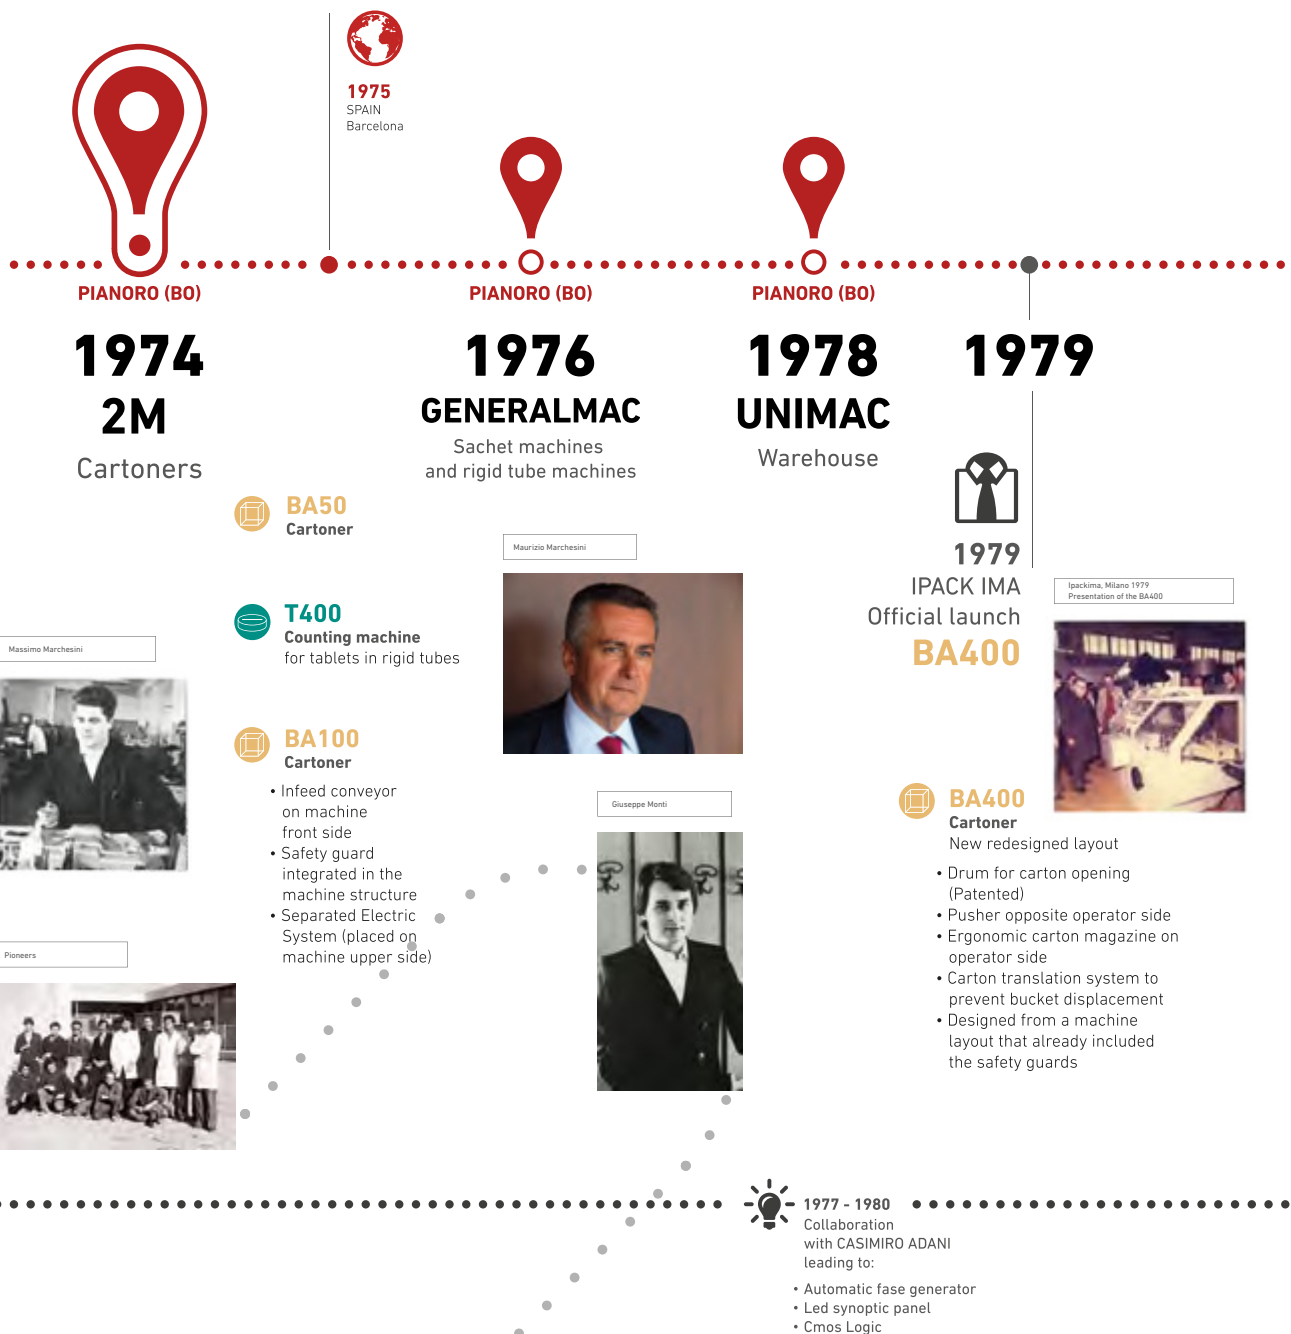 1975
SPAIN
Barcelona
PIANORO (BO)
1974
2M
Cartoners
PIANORO (BO)
1976
GENERALMAC
Sachet machines
and rigid tube machines
PIANORO (BO)
1978
UNIMAC
Warehouse
1979
BA50
Cartoner
T400
Counting machine
for tablets in rigid tubes
BA100
Cartoner
• Infeed conveyor
on machine
front side
• Safety guard
integrated in the
machine structure
• Separated Electric
System (placed on
machine upper side)
Massimo Marchesini
Pioneers
Maurizio Marchesini
Giuseppe Monti
1979
IPACK IMA
Official launch
BA400
Ipackima, Milano 1979
Presentation of the BA400
BA400
Cartoner
New redesigned layout
• Drum for carton opening
(Patented)
• Pusher opposite operator side
• Ergonomic carton magazine on
operator side
• Carton translation system to
prevent bucket displacement
• Designed from a machine
layout that already included
the safety guards
1977 - 1980
Collaboration
with CASIMIRO ADANI
leading to:
• Automatic fase generator
• Led synoptic panel
• Cmos Logic